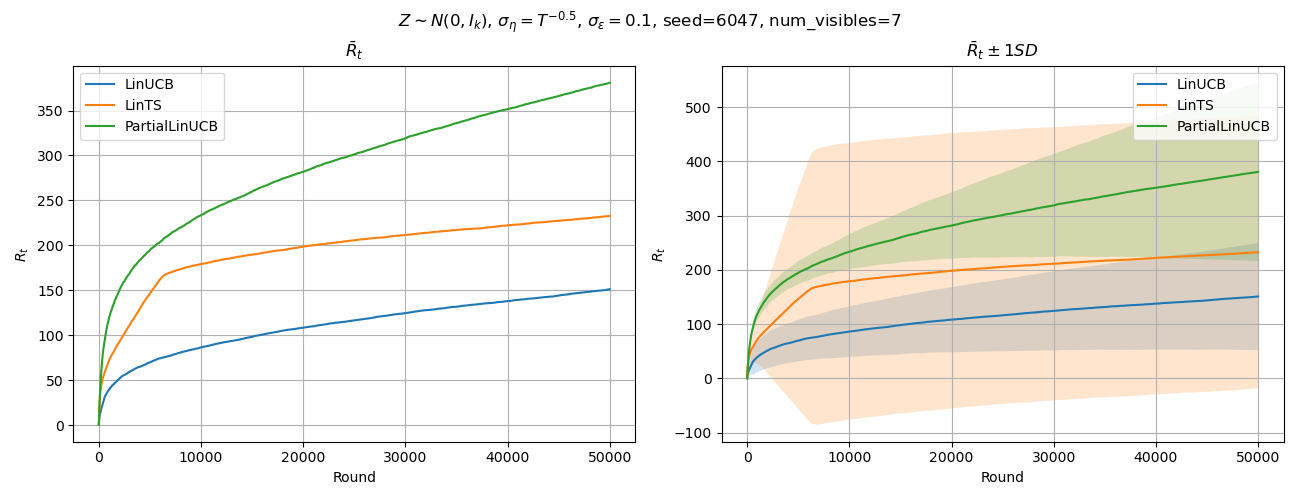 Z ∼ N(0, I_k), σ_η = T^{−0.5}, σ_ε = 0.1, seed=6047, num_visibles=7
R̄_t
350
300
250
200
150
100
50
0
R_t
LinUCB
LinTS
PartialLinUCB
0 10000 20000 30000 40000 50000
Round
R̄_t ± 1SD
500
400
300
200
100
0
−100
R_t
LinUCB
LinTS
PartialLinUCB
0 10000 20000 30000 40000 50000
Round